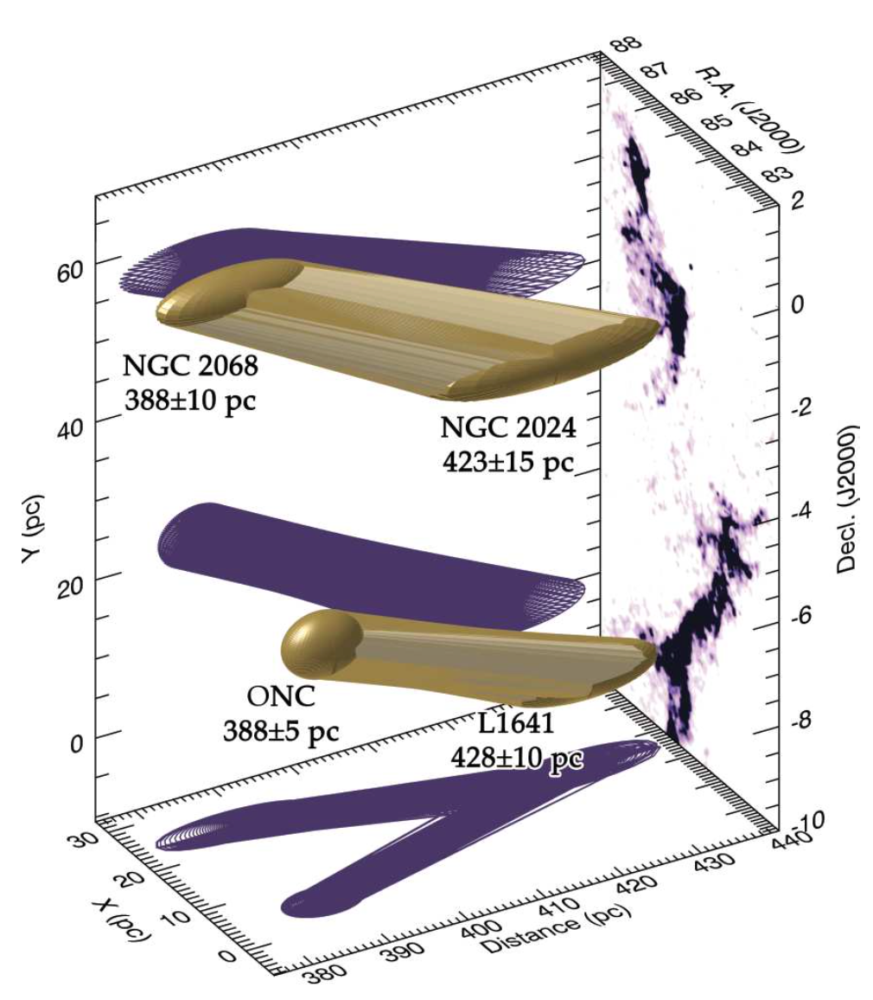 88
87
86
85
84
83
R.A. (J2000)
2
0
-2
-4
-6
-8
-10
Decl. (J2000)
60
40
20
0
Y (pc)
NGC 2068
388±10 pc
NGC 2024
423±15 pc
ONC
388±5 pc
L1641
428±10 pc
30
20
10
0
X (pc)
380
390
400
410
420
430
440
Distance (pc)